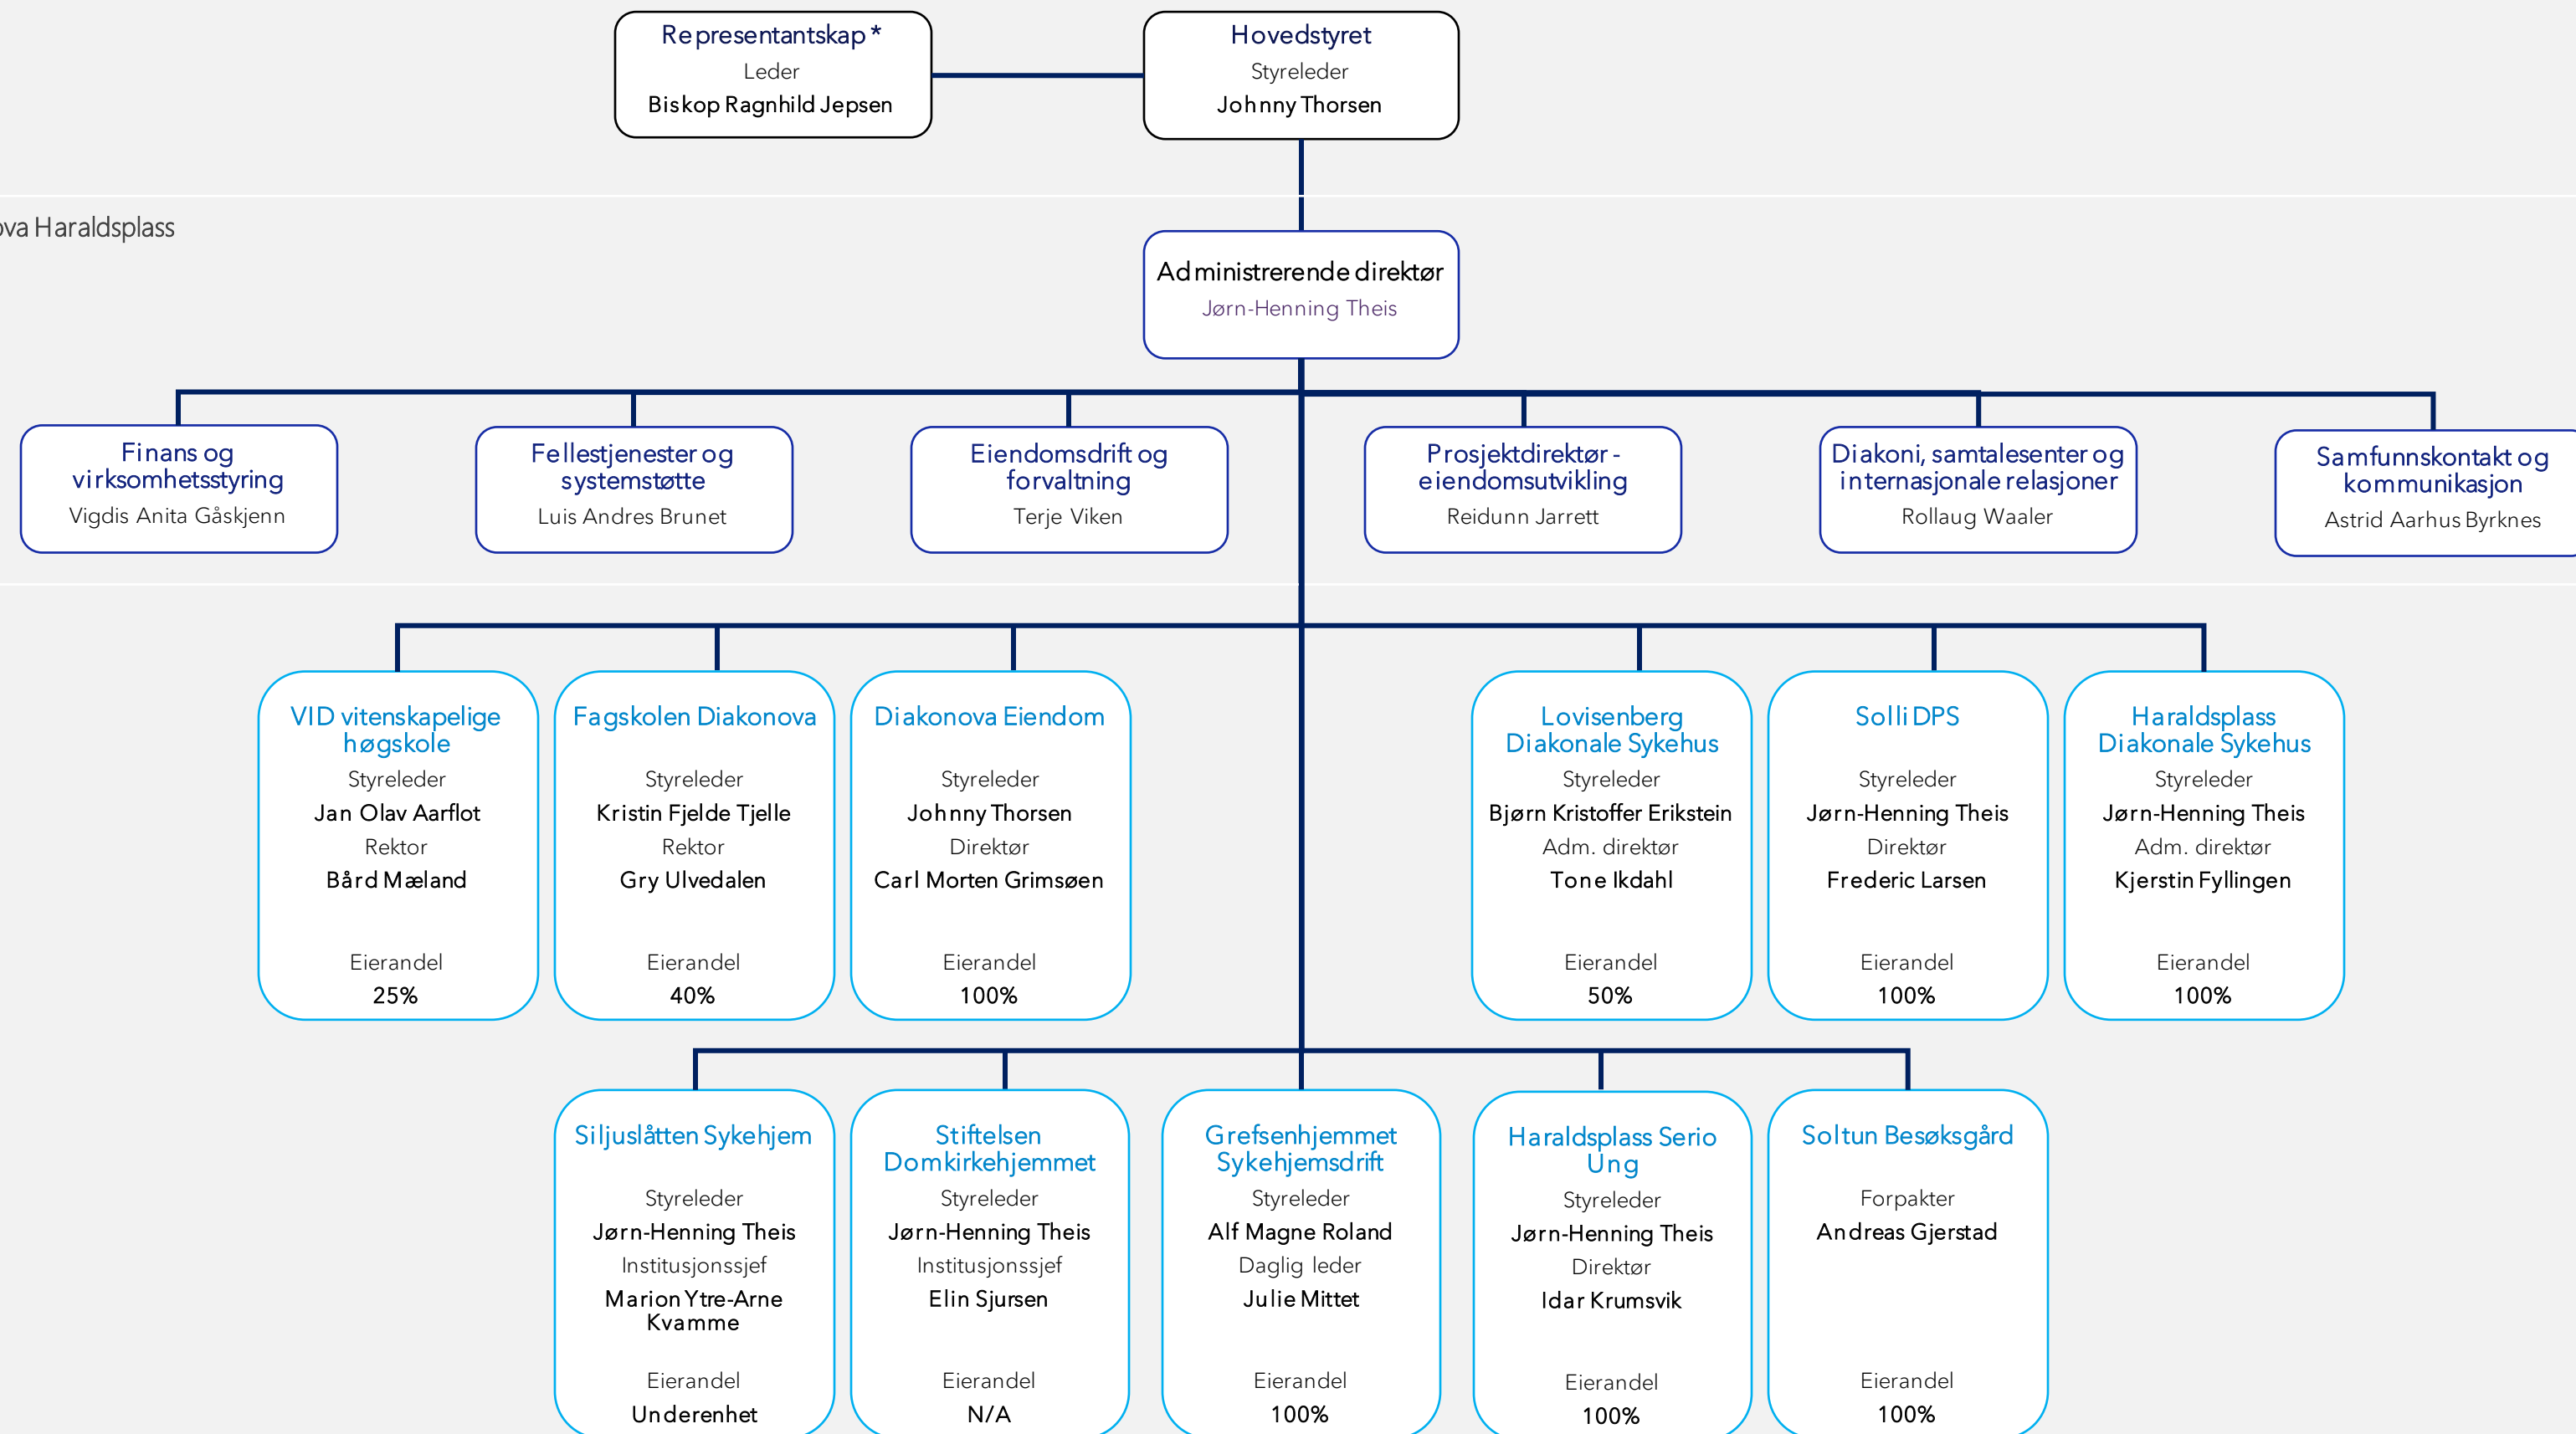 Representantskap *
Leder
Biskop Ragnhild Jepsen
Hovedstyret
Styreleder
Johnny Thorsen
ova Haraldsplass
Administrerende direktør
Jørn-Henning Theis
Finans og
virksomhetsstyring
Vigdis Anita Gåskjenn
Fellestjenester og
systemstøtte
Luis Andres Brunet
Eiendomsdrift og
forvaltning
Terje Viken
Prosjektdirektør -
eiendomsutvikling
Reidunn Jarrett
Diakoni, samtalesenter og
internasjonale relasjoner
Rollaug Waaler
Samfunnskontakt og
kommunikasjon
Astrid Aarhus Byrknes
VID vitenskapelige
høgskole
Styreleder
Jan Olav Aarflot
Rektor
Bård Mæland
Eierandel
25%
Fagskolen Diakonova
Styreleder
Kristin Fjelde Tjelle
Rektor
Gry Ulvedalen
Eierandel
40%
Diakonova Eiendom
Styreleder
Johnny Thorsen
Direktør
Carl Morten Grimsøen
Eierandel
100%
Lovisenberg
Diakonale Sykehus
Styreleder
Bjørn Kristoffer Erikstein
Adm. direktør
Tone Ikdahl
Eierandel
50%
Solli DPS
Styreleder
Jørn-Henning Theis
Direktør
Frederic Larsen
Eierandel
100%
Haraldsplass
Diakonale Sykehus
Styreleder
Jørn-Henning Theis
Adm. direktør
Kjerstin Fyllingen
Eierandel
100%
Siljuslåtten Sykehjem
Styreleder
Jørn-Henning Theis
Institusjonssjef
Marion Ytre-Arne
Kvamme
Eierandel
Underenhet
Stiftelsen
Domkirkehjemmet
Styreleder
Jørn-Henning Theis
Institusjonssjef
Elin Sjursen
Eierandel
N/A
Grefsenhjemmet
Sykehjemsdrift
Styreleder
Alf Magne Roland
Daglig leder
Julie Mittet
Eierandel
100%
Haraldsplass Serio
Ung
Styreleder
Jørn-Henning Theis
Direktør
Idar Krumsvik
Eierandel
100%
Soltun Besøksgård
Forpakter
Andreas Gjerstad
Eierandel
100%